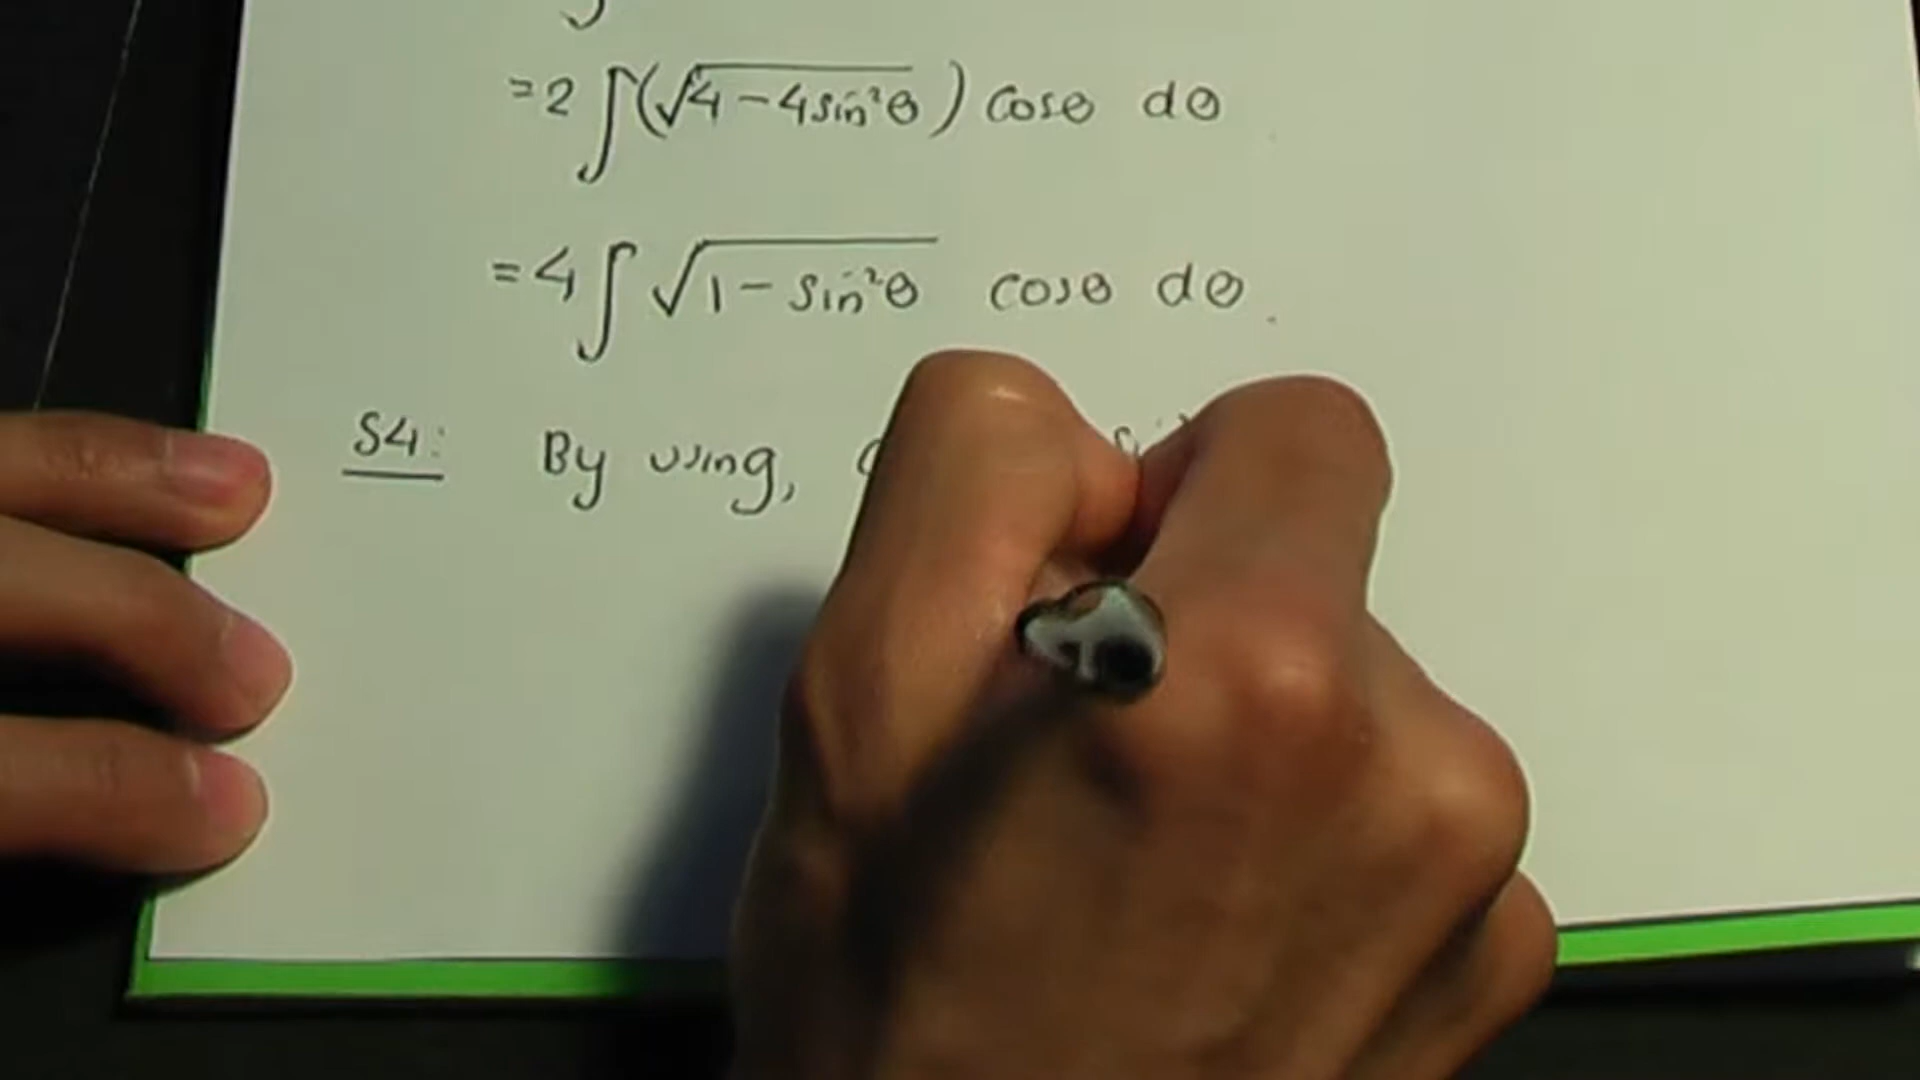 =2 ∫(√4-4sin²θ) cosθ dθ
=4 ∫ √1-sin²θ cosθ dθ.
S4: By using,